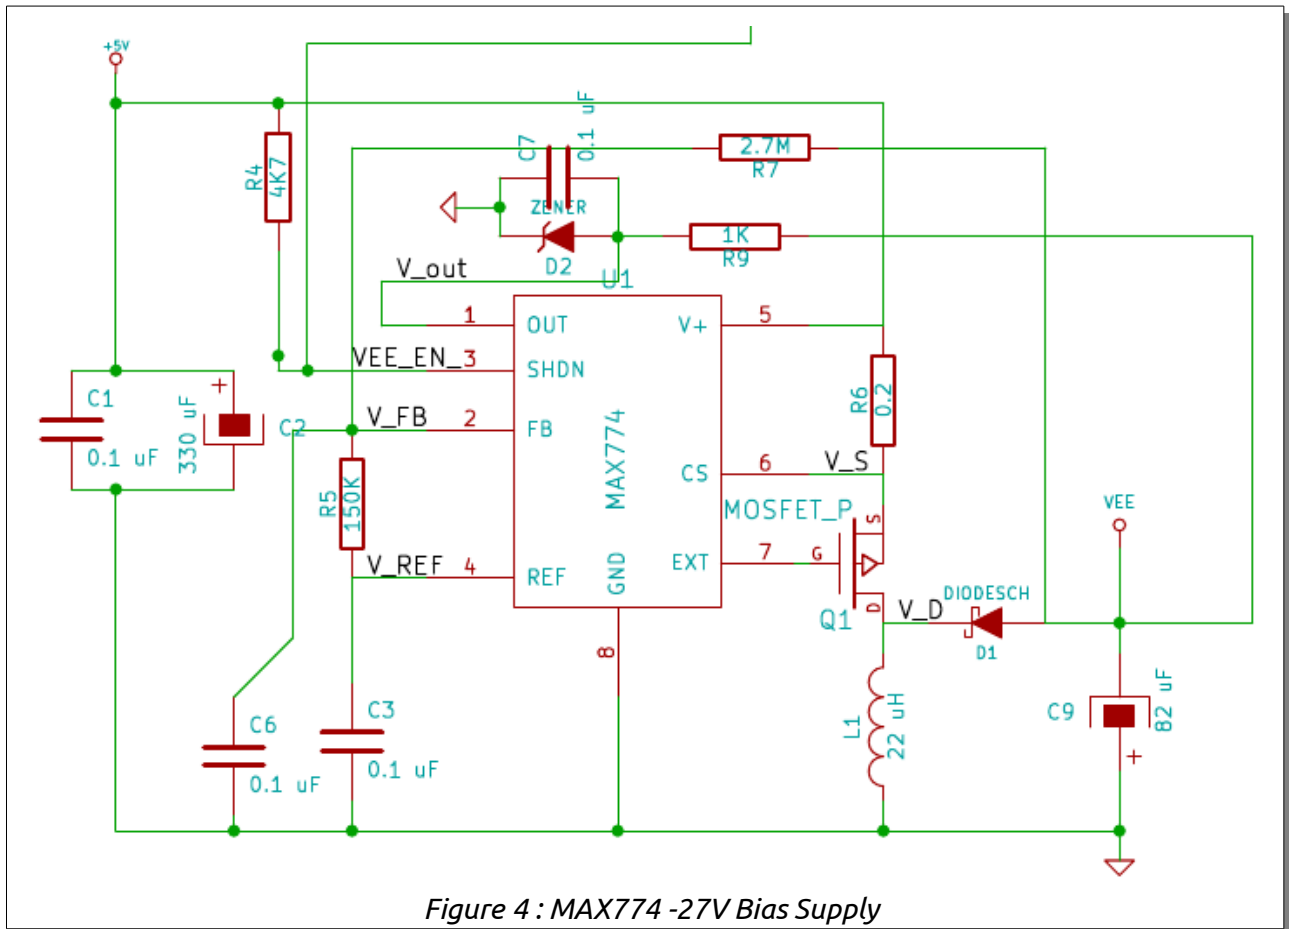 +5V
C7
0.1 uF
2.7M
R7
R4
4K7
ZENER
D2
1K
R9
V_out
U1
1
OUT
V+
5
VEE_EN_
3
SHDN
V_FB
2
FB
MAX774
R6
0.2
CS
6
V_S
C1
0.1 uF
+
330 uF
C2
R5
150K
V_REF
4
REF
GND
8
EXT
7
MOSFET_P
G
S
D
Q1
V_D
DIODESCH
D1
VEE
C9
82 uF
+
L1
22 uH
C6
0.1 uF
C3
0.1 uF
Figure 4 : MAX774 -27V Bias Supply